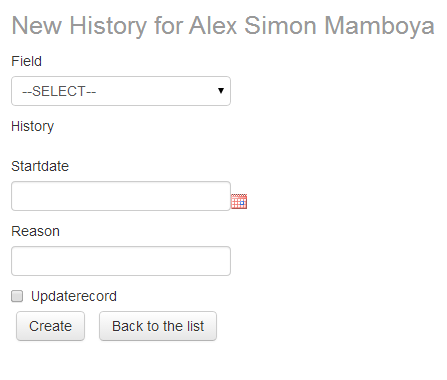 New History for Alex Simon Mamboya
Field
--SELECT--
History
Startdate
Reason
Updaterecord
Create Back to the list